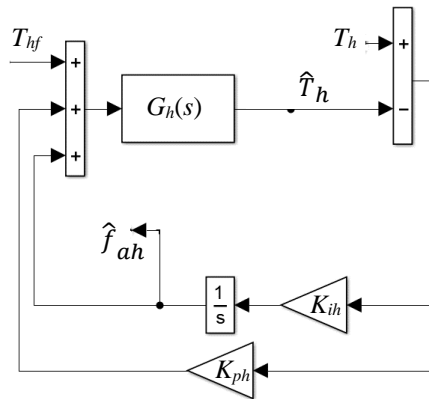 T_hf
T_h
+
+
+
G_h(s)
T̂_h
+
−
f̂_ah
1/s
K_ih
K_ph